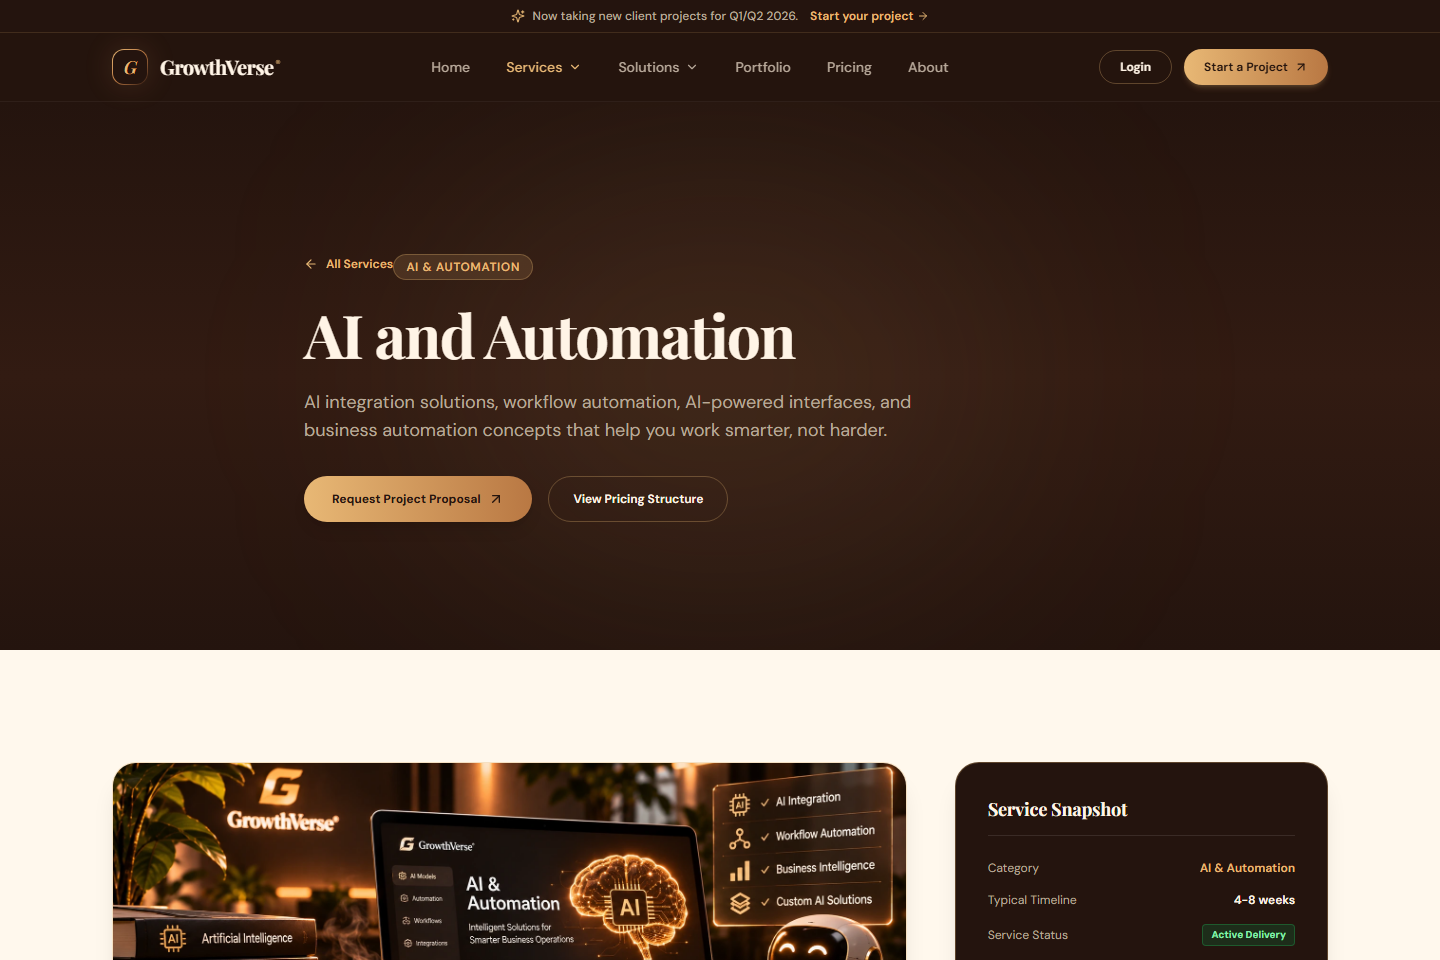 Now taking new client projects for Q1/Q2 2026. Start your project →
G GrowthVerse® Home Services Solutions Portfolio Pricing About Login Start a Project
← All Services AI & AUTOMATION
AI and Automation
AI integration solutions, workflow automation, AI-powered interfaces, and
business automation concepts that help you work smarter, not harder.
Request Project Proposal View Pricing Structure
G
GrowthVerse®
AI Artificial Intelligence
GrowthVerse®
AI Models
Automation
Workflows
Integrations
AI &
Automation
Intelligent Solutions for
Smarter Business Operations
AI
AI ✓ AI Integration
✓ Workflow Automation
✓ Business Intelligence
✓ Custom AI Solutions
Service Snapshot
Category AI & Automation
Typical Timeline 4-8 weeks
Service Status Active Delivery